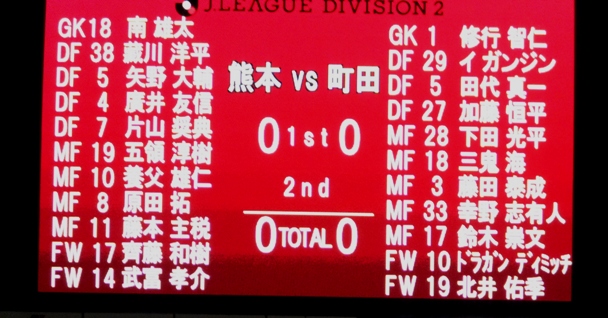 J.LEAGUE DIVISION 2
GK18 南 雄太
DF 38 藏川 洋平
DF 5 矢野 大輔
DF 4 廣井 友信
DF 7 片山 奨典
MF 19 五領 淳樹
MF 10 養父 雄仁
MF 8 原田 拓
MF 11 藤本 主税
FW 17 齊藤 和樹
FW 14 武富 孝介
熊本 vs 町田
0 1st 0
2nd
0 TOTAL 0
GK 1 修行 智仁
DF 29 イ ガンジン
DF 5 田代 真一
DF 27 加藤 恒平
MF 28 下田 光平
MF 18 三鬼 海
MF 3 藤田 泰成
MF 33 幸野 志有人
MF 17 鈴木 崇文
FW 10 ドラガン ディミッチ
FW 19 北井 佑季